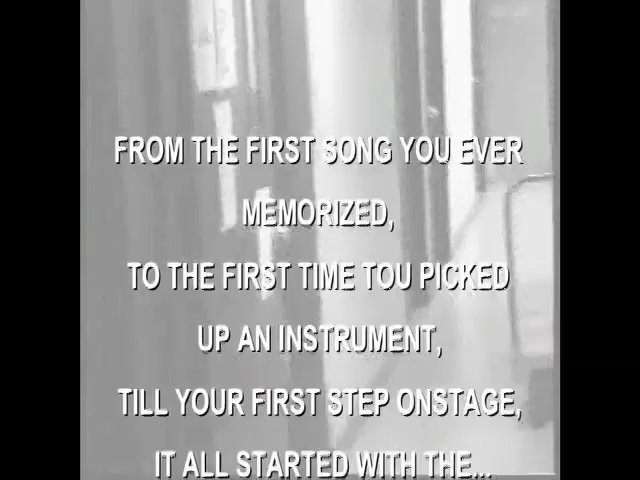 FROM THE FIRST SONG YOU EVER
MEMORIZED,
TO THE FIRST TIME TOU PICKED
UP AN INSTRUMENT,
TILL YOUR FIRST STEP ONSTAGE,
IT ALL STARTED WITH THE...